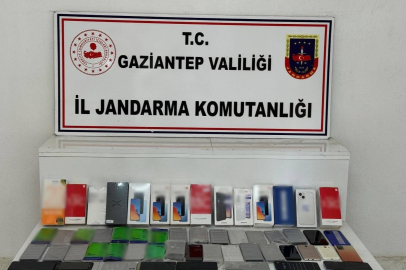 T.C.
GAZİANTEP VALİLİĞİ
İL JANDARMA KOMUTANLIĞI